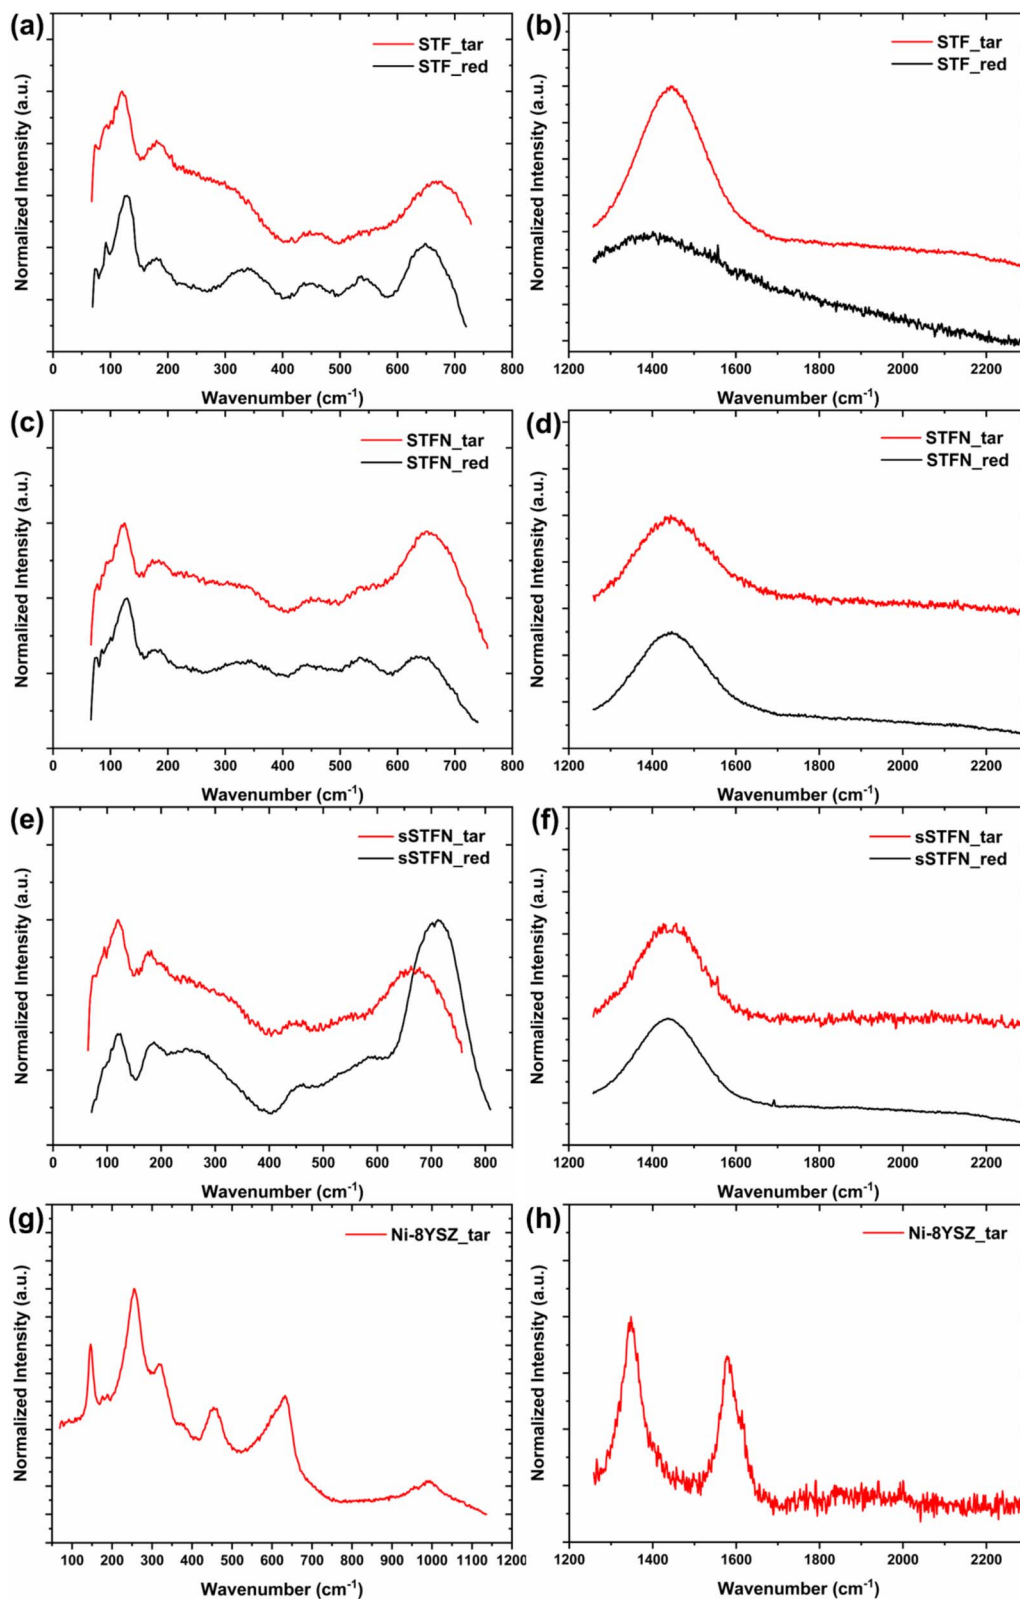 (a)
STF_tar
STF_red
Normalized Intensity (a.u.)
0 100 200 300 400 500 600 700 800
Wavenumber (cm⁻¹)
(b)
STF_tar
STF_red
Normalized Intensity (a.u.)
1200 1400 1600 1800 2000 2200
Wavenumber (cm⁻¹)
(c)
STFN_tar
STFN_red
Normalized Intensity (a.u.)
0 100 200 300 400 500 600 700 800
Wavenumber (cm⁻¹)
(d)
STFN_tar
STFN_red
Normalized Intensity (a.u.)
1200 1400 1600 1800 2000 2200
Wavenumber (cm⁻¹)
(e)
sSTFN_tar
sSTFN_red
Normalized Intensity (a.u.)
0 100 200 300 400 500 600 700 800
Wavenumber (cm⁻¹)
(f)
sSTFN_tar
sSTFN_red
Normalized Intensity (a.u.)
1200 1400 1600 1800 2000 2200
Wavenumber (cm⁻¹)
(g)
Ni-8YSZ_tar
Normalized Intensity (a.u.)
100 200 300 400 500 600 700 800 900 1000 1100 1200
Wavenumber (cm⁻¹)
(h)
Ni-8YSZ_tar
Normalized Intensity (a.u.)
1200 1400 1600 1800 2000 2200
Wavenumber (cm⁻¹)